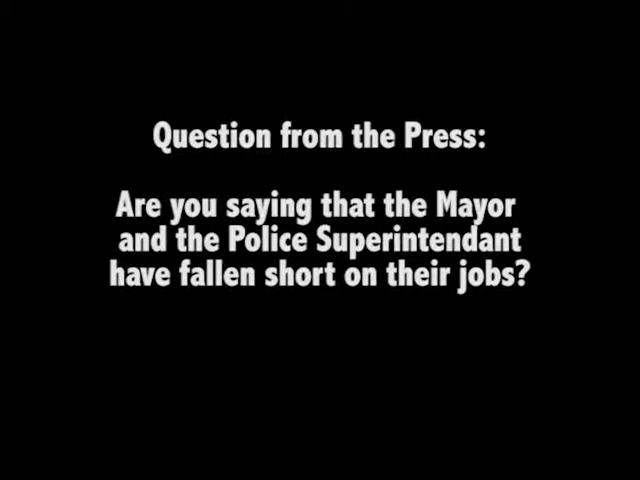 Question from the Press:
Are you saying that the Mayor
and the Police Superintendant
have fallen short on their jobs?